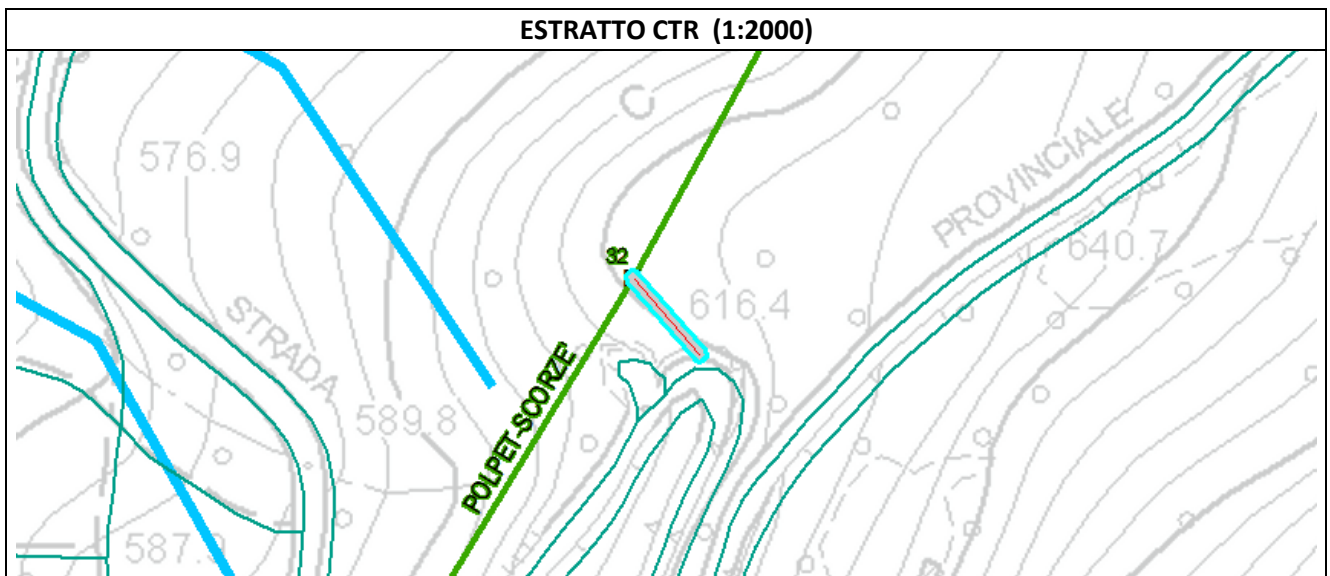 ESTRATTO CTR (1:2000)
576.9
PROVINCIALE
640.7
32
616.4
STRADA
589.8
POLPET-SCORZE'